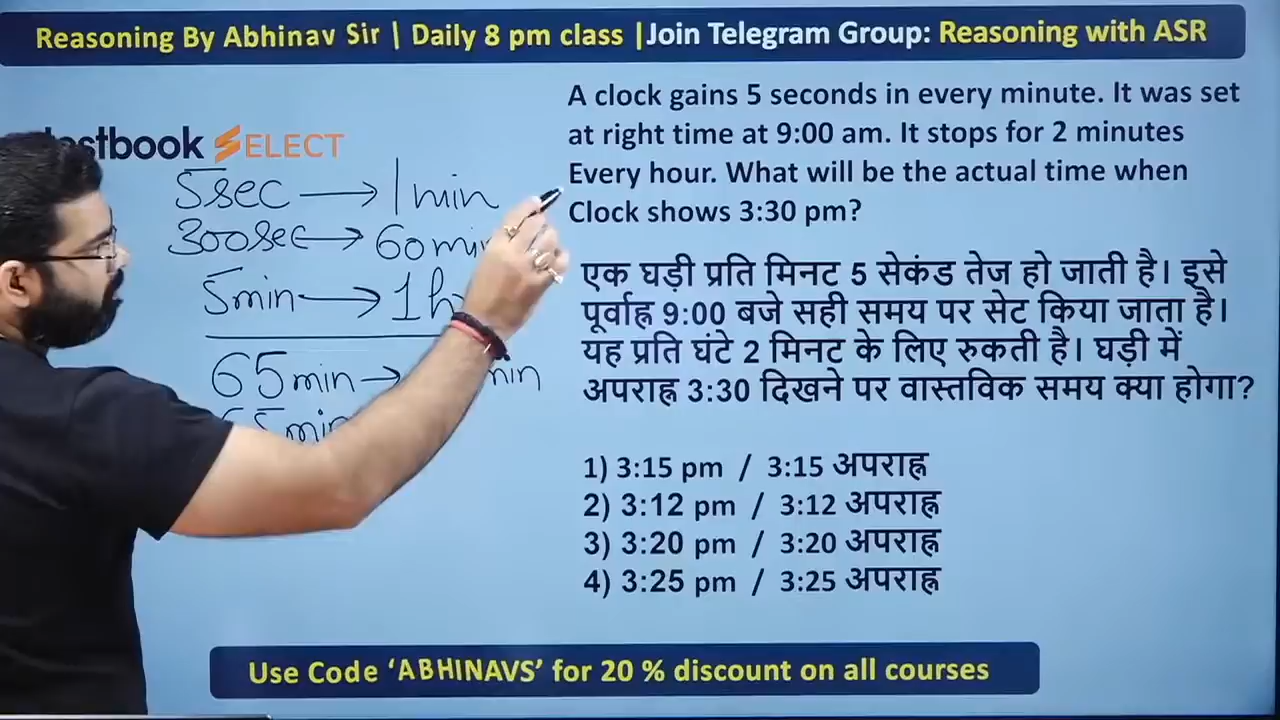 Reasoning By Abhinav Sir | Daily 8 pm class |Join Telegram Group: Reasoning with ASR
A clock gains 5 seconds in every minute. It was set
at right time at 9:00 am. It stops for 2 minutes
Every hour. What will be the actual time when
Clock shows 3:30 pm?
stbook SELECT
5sec → 1min
300sec → 60mi
5min → 1h
65min → min
एक घड़ी प्रति मिनट 5 सेकंड तेज हो जाती है। इसे
पूर्वाह्न 9:00 बजे सही समय पर सेट किया जाता है।
यह प्रति घंटे 2 मिनट के लिए रुकती है। घड़ी में
अपराह्न 3:30 दिखने पर वास्तविक समय क्या होगा?
1) 3:15 pm / 3:15 अपराह्न
2) 3:12 pm / 3:12 अपराह्न
3) 3:20 pm / 3:20 अपराह्न
4) 3:25 pm / 3:25 अपराह्न
Use Code ‘ABHINAVS’ for 20 % discount on all courses